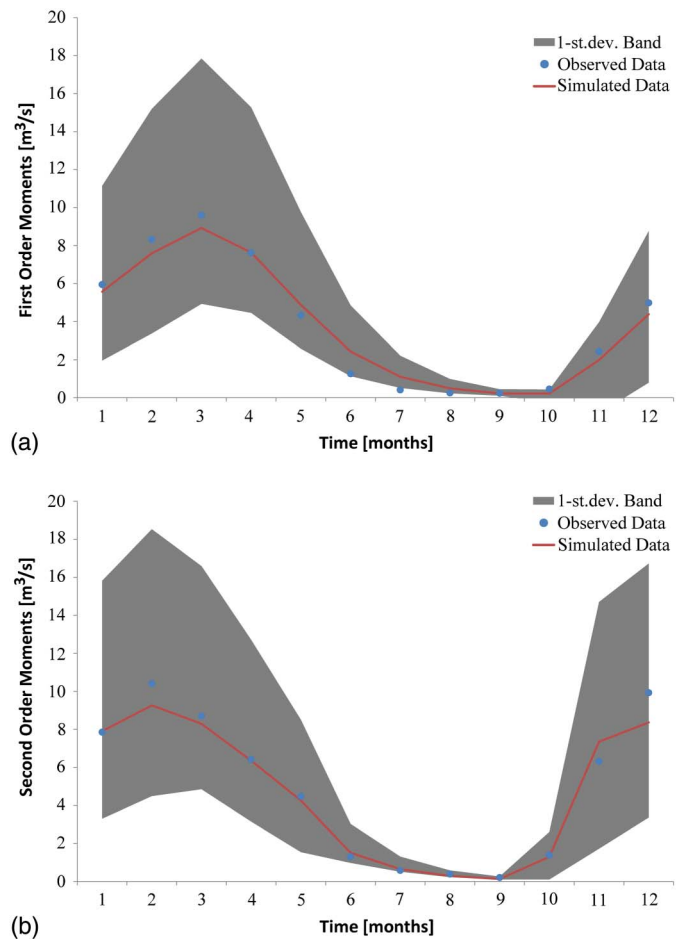 20
18
16
14
12
10
8
6
4
2
0
First Order Moments [m³/s]
1-st.dev. Band
Observed Data
Simulated Data
1 2 3 4 5 6 7 8 9 10 11 12
Time [months]
(a)
20
18
16
14
12
10
8
6
4
2
0
Second Order Moments [m³/s]
1-st.dev. Band
Observed Data
Simulated Data
1 2 3 4 5 6 7 8 9 10 11 12
Time [months]
(b)